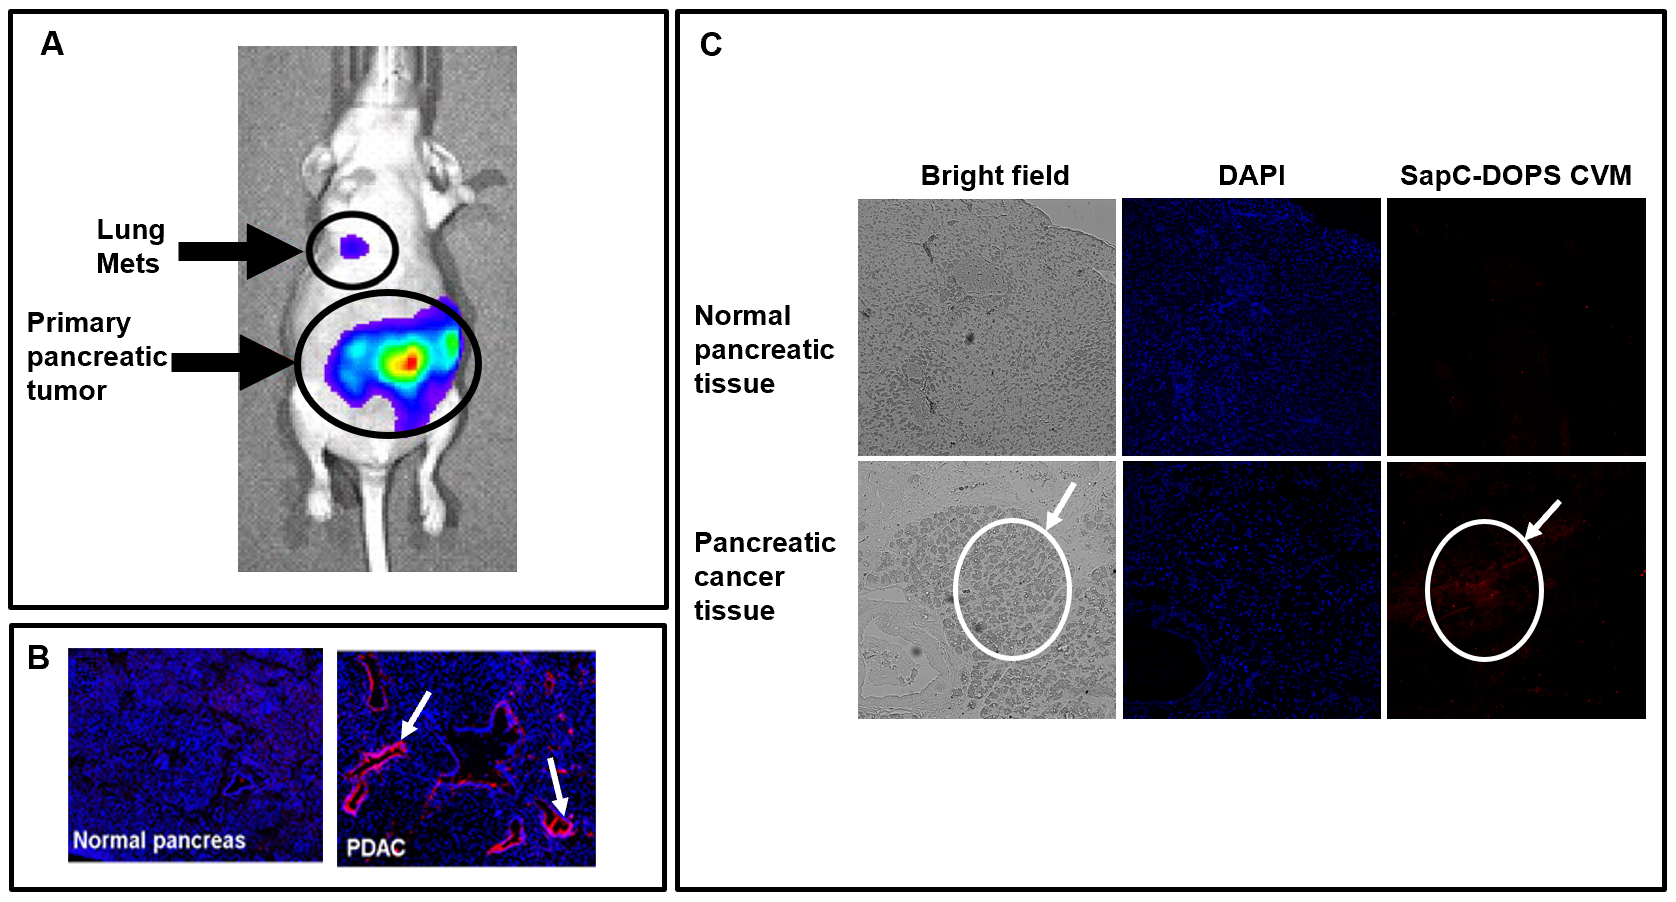 A
Lung
Mets
Primary
pancreatic
tumor
B
Normal pancreas
PDAC
C
Bright field
DAPI
SapC-DOPS CVM
Normal
pancreatic
tissue
Pancreatic
cancer
tissue